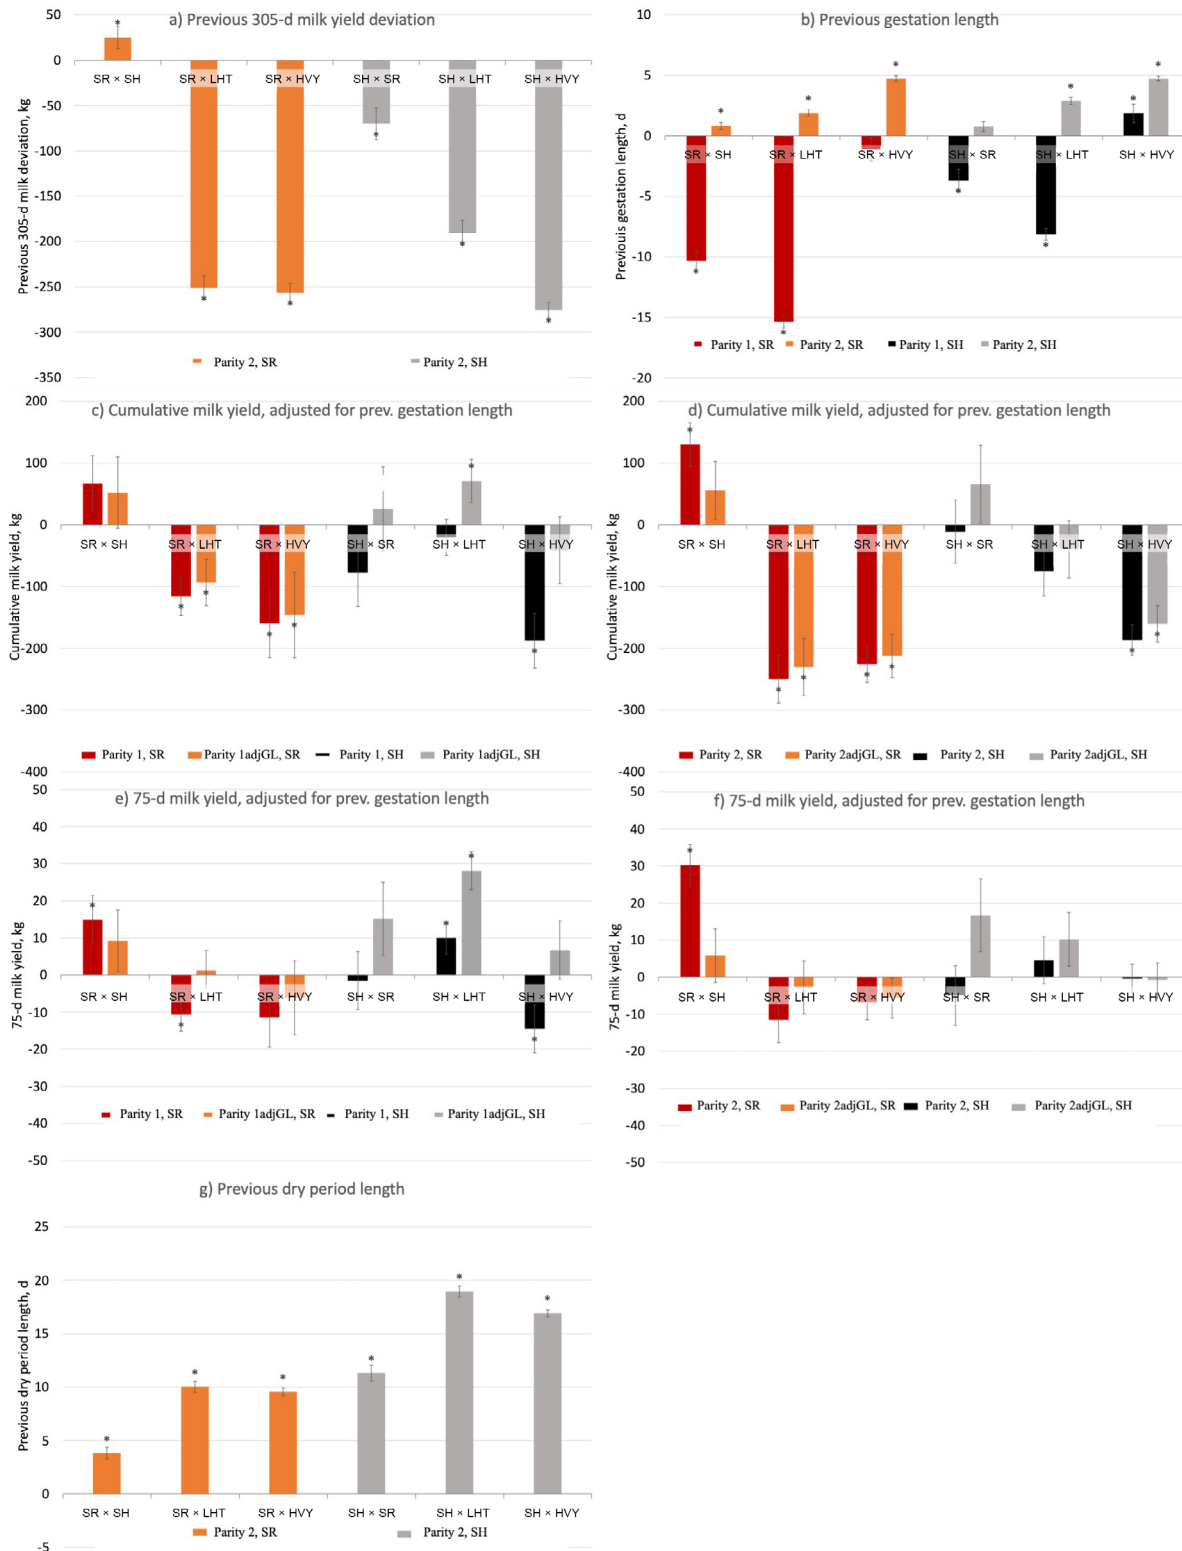 a) Previous 305-d milk yield deviation
Previous 305-d milk deviation, kg
50
0
-50
-100
-150
-200
-250
-300
-350
*
SR × SH
SR × LHT
SR × HVY
SH × SR
SH × LHT
SH × HVY
*
*
*
*
*
Parity 2, SR
Parity 2, SH
b) Previous gestation length
Previouis gestation length, d
10
5
0
-5
-10
-15
-20
*
*
*
*
*
*
SR × SH
SR × LHT
SR × HVY
SH × SR
SH × LHT
SH × HVY
*
*
*
*
Parity 1, SR
Parity 2, SR
Parity 1, SH
Parity 2, SH
c) Cumulative milk yield, adjusted for prev. gestation length
Cumulative milk yield, kg
200
100
0
-100
-200
-300
-400
*
SR × SH
SR × LHT
SR × HVY
SH × SR
SH × LHT
SH × HVY
*
*
*
*
*
Parity 1, SR
Parity 1adjGL, SR
Parity 1, SH
Parity 1adjGL, SH
d) Cumulative milk yield, adjusted for prev. gestation length
Cumulative milk yield, kg
200
100
0
-100
-200
-300
-400
*
SR × SH
SR × LHT
SR × HVY
SH × SR
SH × LHT
SH × HVY
*
*
*
*
*
*
Parity 2, SR
Parity 2adjGL, SR
Parity 2, SH
Parity 2adjGL, SH
e) 75-d milk yield, adjusted for prev. gestation length
75-d milk yield, kg
50
40
30
20
10
0
-10
-20
-30
-40
-50
*
*
*
SR × SH
SR × LHT
SR × HVY
SH × SR
SH × LHT
SH × HVY
*
*
Parity 1, SR
Parity 1adjGL, SR
Parity 1, SH
Parity 1adjGL, SH
f) 75-d milk yield, adjusted for prev. gestation length
75-d milk yield, kg
50
40
30
20
10
0
-10
-20
-30
-40
-50
*
SR × SH
SR × LHT
SR × HVY
SH × SR
SH × LHT
SH × HVY
Parity 2, SR
Parity 2adjGL, SR
Parity 2, SH
Parity 2adjGL, SH
g) Previous dry period length
Previous dry period length, d
25
20
15
10
5
0
-5
*
*
*
*
*
*
SR × SH
SR × LHT
SR × HVY
SH × SR
SH × LHT
SH × HVY
Parity 2, SR
Parity 2, SH